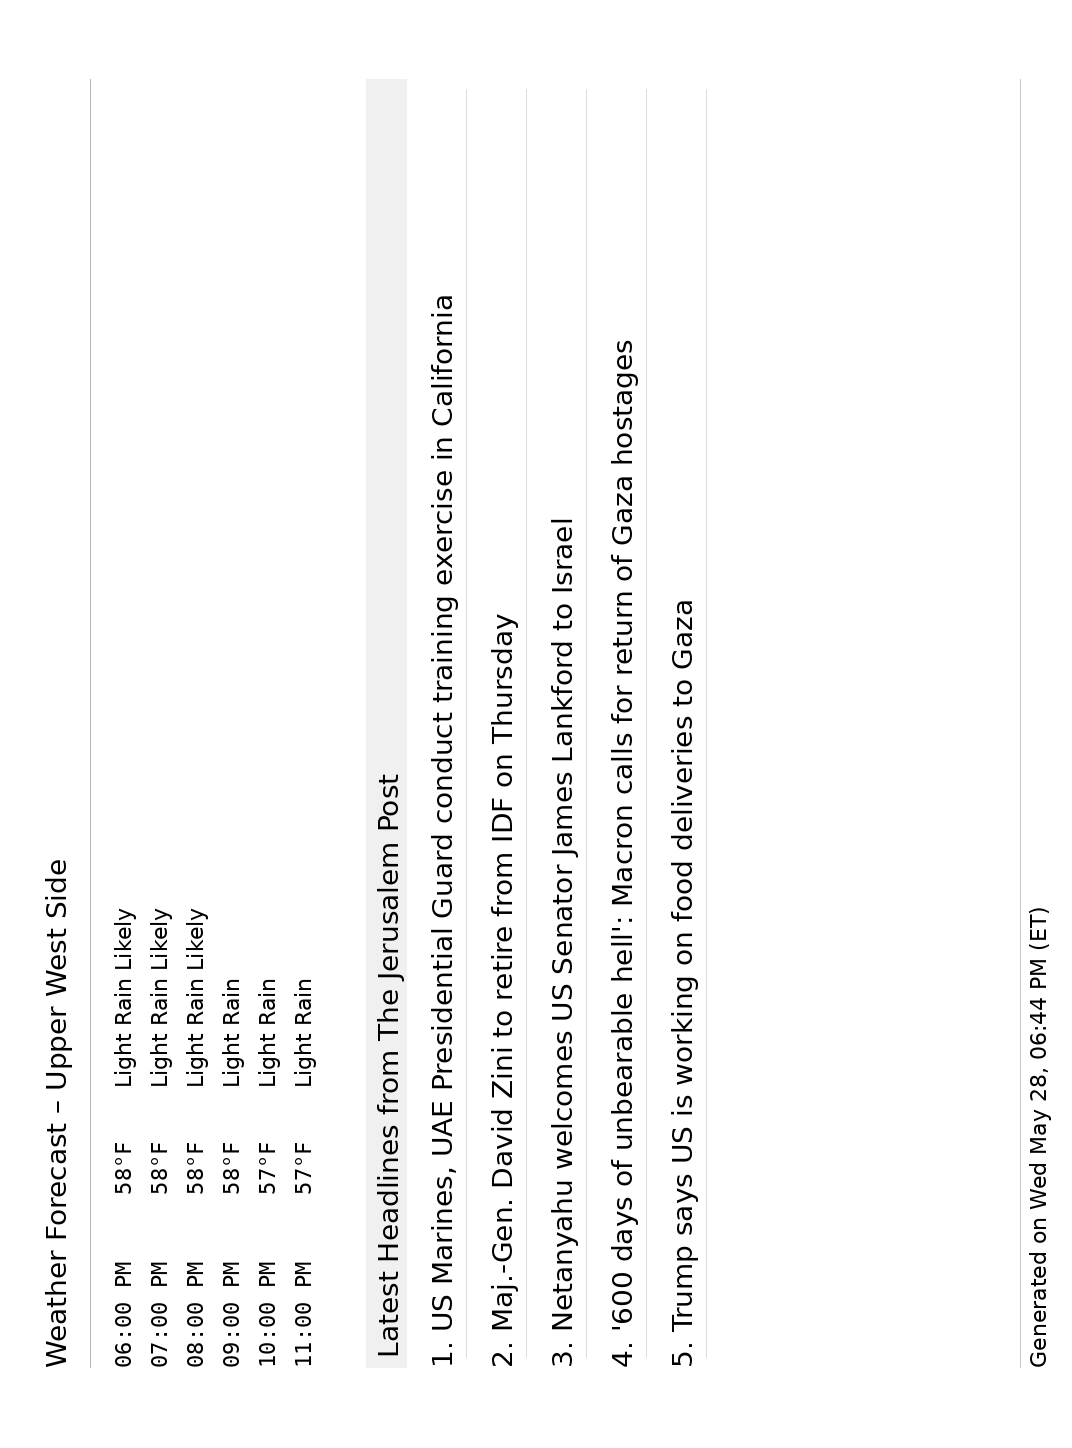 Weather Forecast – Upper West Side
06:00 PM 58°F Light Rain Likely
07:00 PM 58°F Light Rain Likely
08:00 PM 58°F Light Rain Likely
09:00 PM 58°F Light Rain
10:00 PM 57°F Light Rain
11:00 PM 57°F Light Rain
Latest Headlines from The Jerusalem Post
1. US Marines, UAE Presidential Guard conduct training exercise in California
2. Maj.-Gen. David Zini to retire from IDF on Thursday
3. Netanyahu welcomes US Senator James Lankford to Israel
4. '600 days of unbearable hell': Macron calls for return of Gaza hostages
5. Trump says US is working on food deliveries to Gaza
Generated on Wed May 28, 06:44 PM (ET)